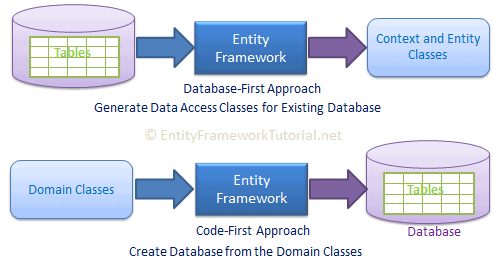 Tables
Entity
Framework
Context and Entity
Classes
Database-First Approach
Generate Data Access Classes for Existing Database
© EntityFrameworkTutorial.net
Domain Classes
Entity
Framework
Tables
Code-First Approach
Database
Create Database from the Domain Classes